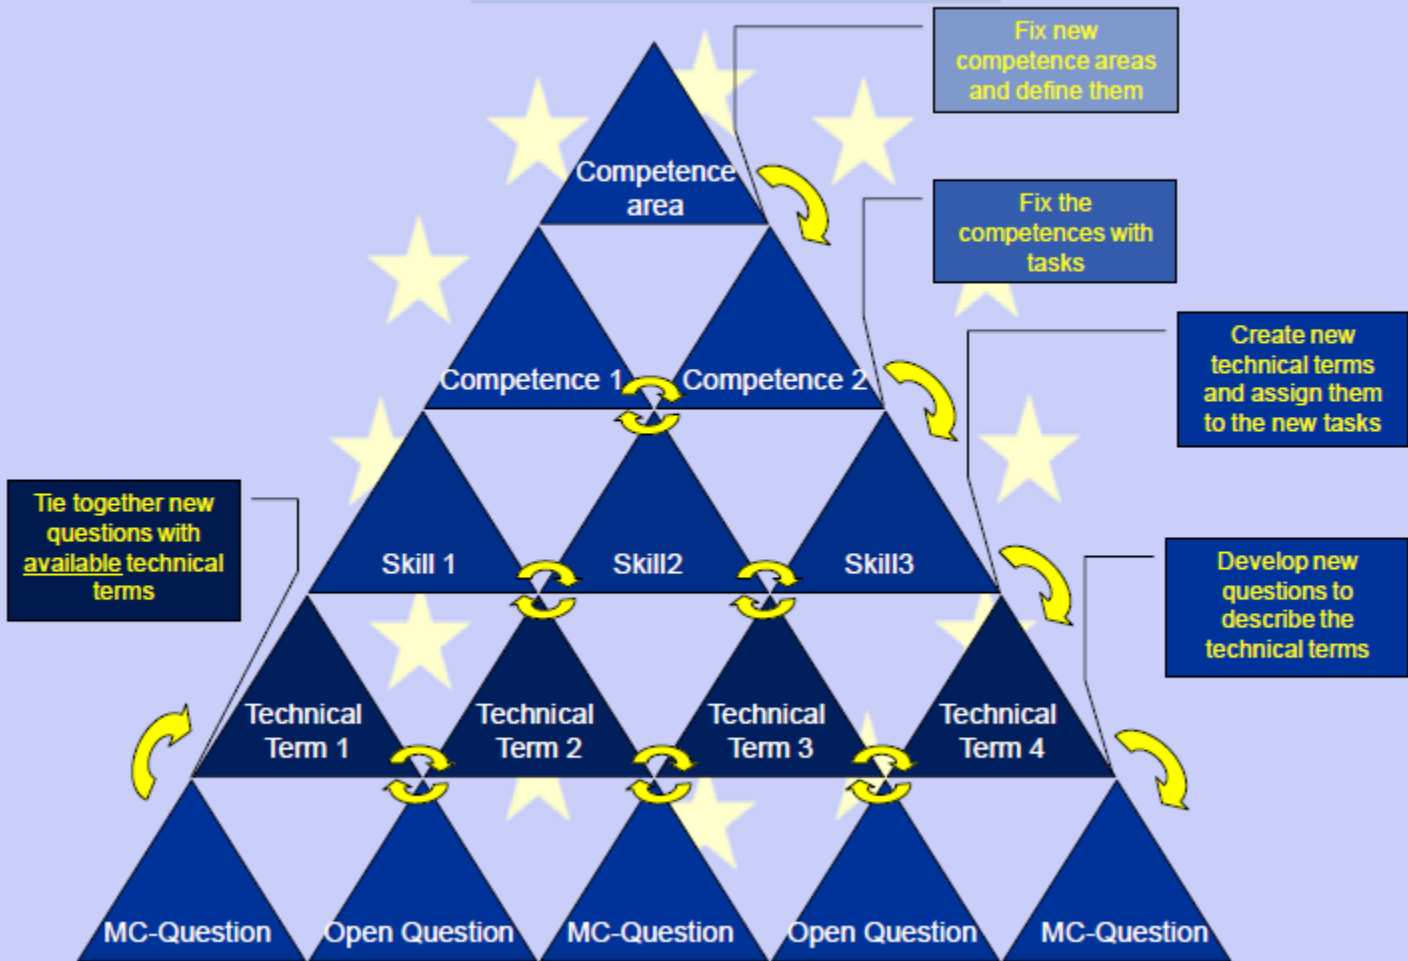 Fix new
competence areas
and define them
Competence
area
Fix the
competences with
tasks
Create new
technical terms
and assign them
to the new tasks
Competence 1
Competence 2
Tie together new
questions with
available technical
terms
Skill 1
Skill2
Skill3
Develop new
questions to
describe the
technical terms
Technical
Term 1
Technical
Term 2
Technical
Term 3
Technical
Term 4
MC-Question
Open Question
MC-Question
Open Question
MC-Question